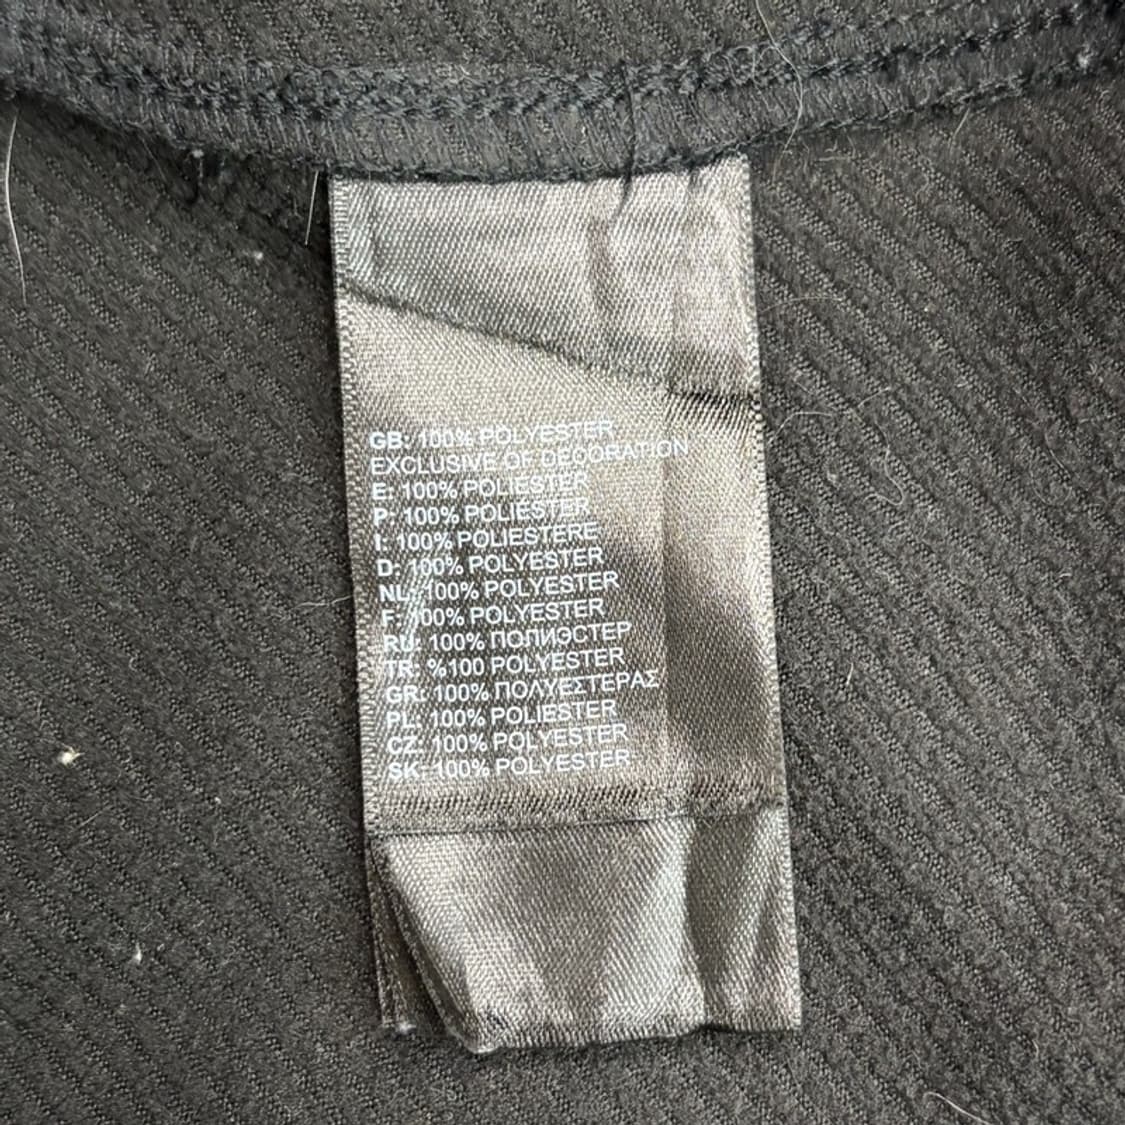 GB: 100% POLYESTER
EXCLUSIVE OF DECORATION
E: 100% POLIESTER
P: 100% POLIESTER
I: 100% POLIESTERE
D: 100% POLYESTER
NL: 100% POLYESTER
F: 100% POLYESTER
RU: 100% ПОЛИЭСТЕР
TR: %100 POLYESTER
GR: 100% ΠΟΛΥΕΣΤΕΡΑΣ
PL: 100% POLIESTER
CZ: 100% POLYESTER
SK: 100% POLYESTER